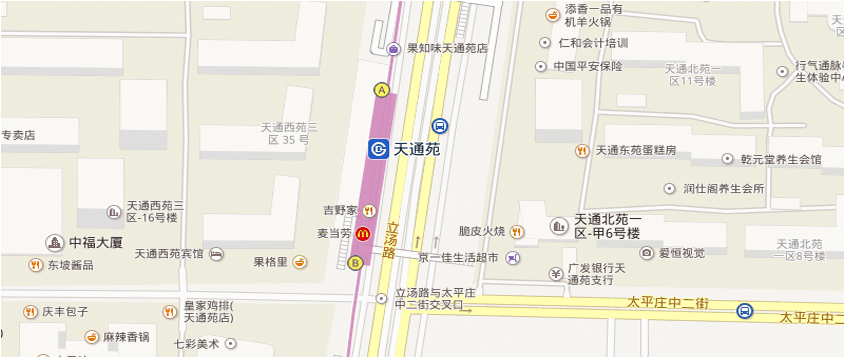 添香一品有
机羊火锅
果知味天通苑店
仁和会计培训
中国平安保险
天通北苑一
区11号楼
行气通脉
生体验中
A
天通西苑三
区 35 号
专卖店
天通苑
天通东苑蛋糕房
乾元堂养生会馆
润仕阁养生会所
天通西苑三
区-16号楼
吉野家
麦当劳
立汤路
脆皮火烧
天通北苑一
区-甲6号楼
中福大厦
天通西苑宾馆
东坡酱品
果格里
B
京三佳生活超市
爱恒视觉
天通北苑
一区8号楼
广发银行天
通苑支行
立汤路与太平庄
中二街交叉口
太平庄中二街
太平庄中二
庆丰包子
皇家鸡排(
天通苑店)
麻辣香锅
七彩美术